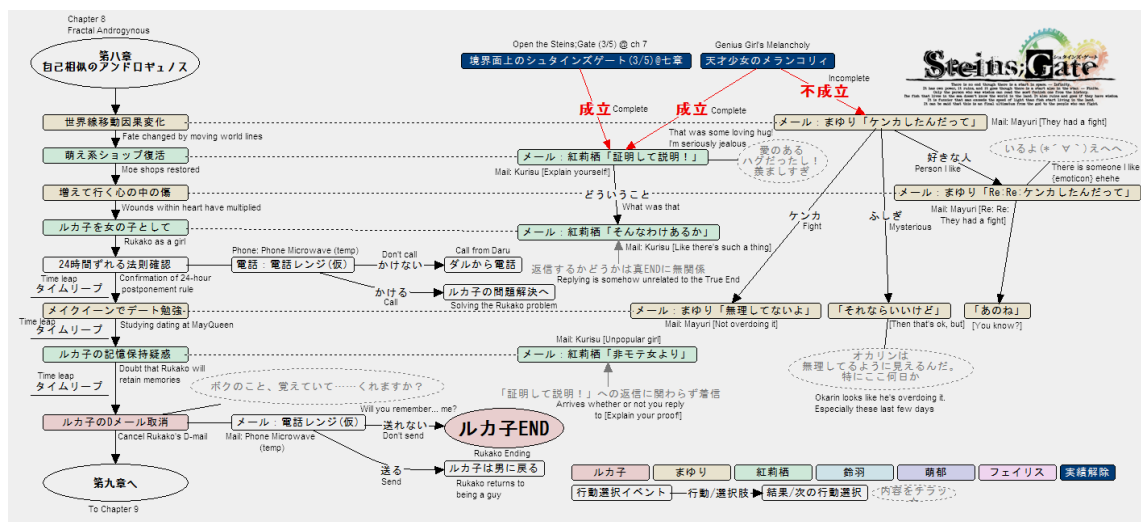 Chapter 8
Fractal Androgynous
第八章
自己相似のアンドロギュノス
Open the Steins;Gate (3/5) @ ch 7
境界面上のシュタインズゲート(3/5)@七章
Genius Girl's Melancholy
天才少女のメランコリィ
Steins;Gate
シュタインズ・ゲート
成立
Complete
成立
Complete
Incomplete
不成立
世界線移動因果変化
Fate changed by moving world lines
メール:まゆり「ケンカしたんだって」
Mail: Mayuri [They had a fight]
That was some loving hug!
I'm seriously jealous
萌え系ショップ復活
Moe shops restored
メール:紅莉栖「証明して説明!」
Mail: Kurisu [Explain yourself!]
愛のある
ハグだったし!
羨ましすぎ
好きな人
Person I like
いるよ(*´∀`)えへへ
There is someone I like
{emoticon} ehehe
増えて行く心の中の傷
Wounds within heart have multiplied
どういうこと
What was that
メール:まゆり「Re:Re:ケンカしたんだって」
Mail: Mayuri [Re: Re:
They had a fight]
ケンカ
Fight
ふしぎ
Mysterious
ルカ子を女の子として
Rukako as a girl
メール:紅莉栖「そんなわけあるか」
Mail: Kurisu [Like there's such a thing]
24時間ずれる法則確認
Confirmation of 24-hour
postponement rule
Phone: Phone Microwave (temp)
電話:電話レンジ(仮)
Don't call
かけない
Call from Daru
ダルから電話
返信するかどうかは真ENDに無関係
Replying is somehow unrelated to the True End
Time leap
タイムリープ
かける
Call
ルカ子の問題解決へ
Solving the Rukako problem
メイクイーンでデート勉強
Studying dating at MayQueen
メール:まゆり「無理してないよ」
Mail: Mayuri [Not overdoing it]
「それならいいけど」
[Then that's ok, but]
「あのね」
[You know?]
Time leap
タイムリープ
ルカ子の記憶保持疑惑
Doubt that Rukako will
retain memories
Mail: Kurisu [Unpopular girl]
メール:紅莉栖「非モテ女より」
オカリンは
無理してるように見えるんだ。
特にここ何日か
Okarin looks like he's overdoing it.
Especially these last few days
Time leap
タイムリープ
ボクのこと、覚えていて……くれますか?
Will you remember... me?
「証明して説明!」への返信に関わらず着信
Arrives whether or not you reply
to [Explain your proof!]
ルカ子のDメール取消
Cancel Rukako's D-mail
メール:電話レンジ(仮)
Mail: Phone Microwave
(temp)
送れない
Don't send
ルカ子END
Rukako Ending
送る
Send
ルカ子は男に戻る
Rukako returns to
being a guy
第九章へ
To Chapter 9
ルカ子
まゆり
紅莉栖
鈴羽
萌郁
フェイリス
実績解除
行動選択イベント
行動/選択肢
結果/次の行動選択